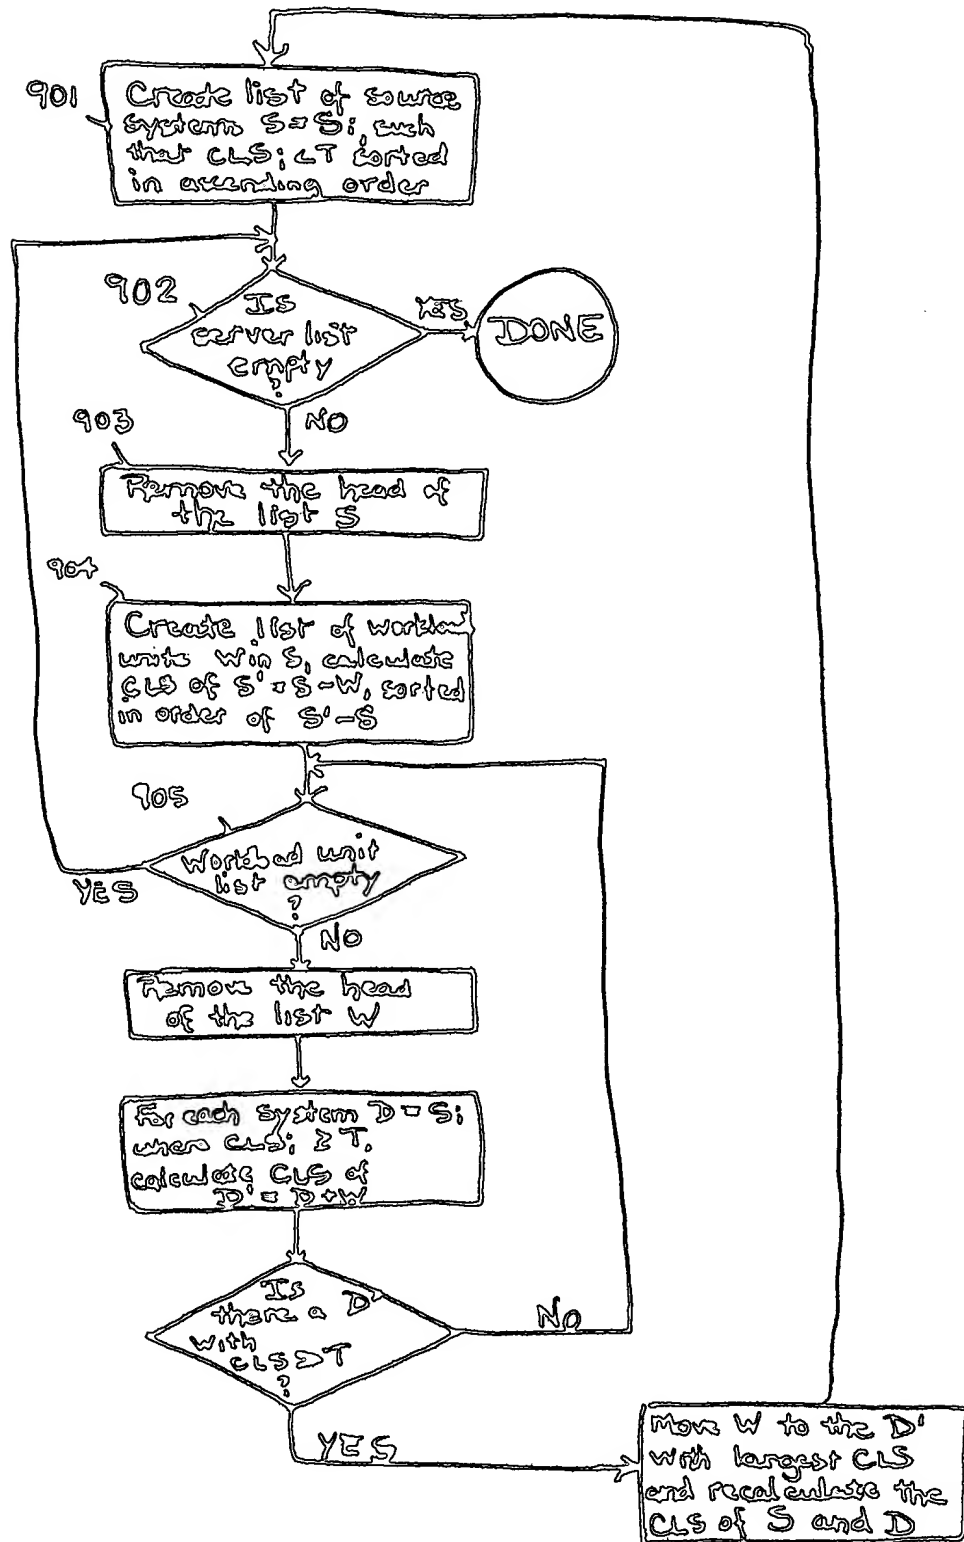 901
Create list of source
systems S = Si, such
that CLSi < T sorted
in ascending order
902
Is
server list
empty
?
YES
DONE
NO
903
Remove the head of
the list S
904
Create list of workload
units W in S, calculate
CLS of S' = S - W, sorted
in order of S' - S
905
Workload unit
list empty
?
YES
NO
Remove the head
of the list W
For each system D = Si
where CLSi ≥ T,
calculate CLS of
D' = D + W
Is
there a D'
with
CLS > T
?
NO
YES
Move W to the D'
with largest CLS
and recalculate the
CLS of S and D